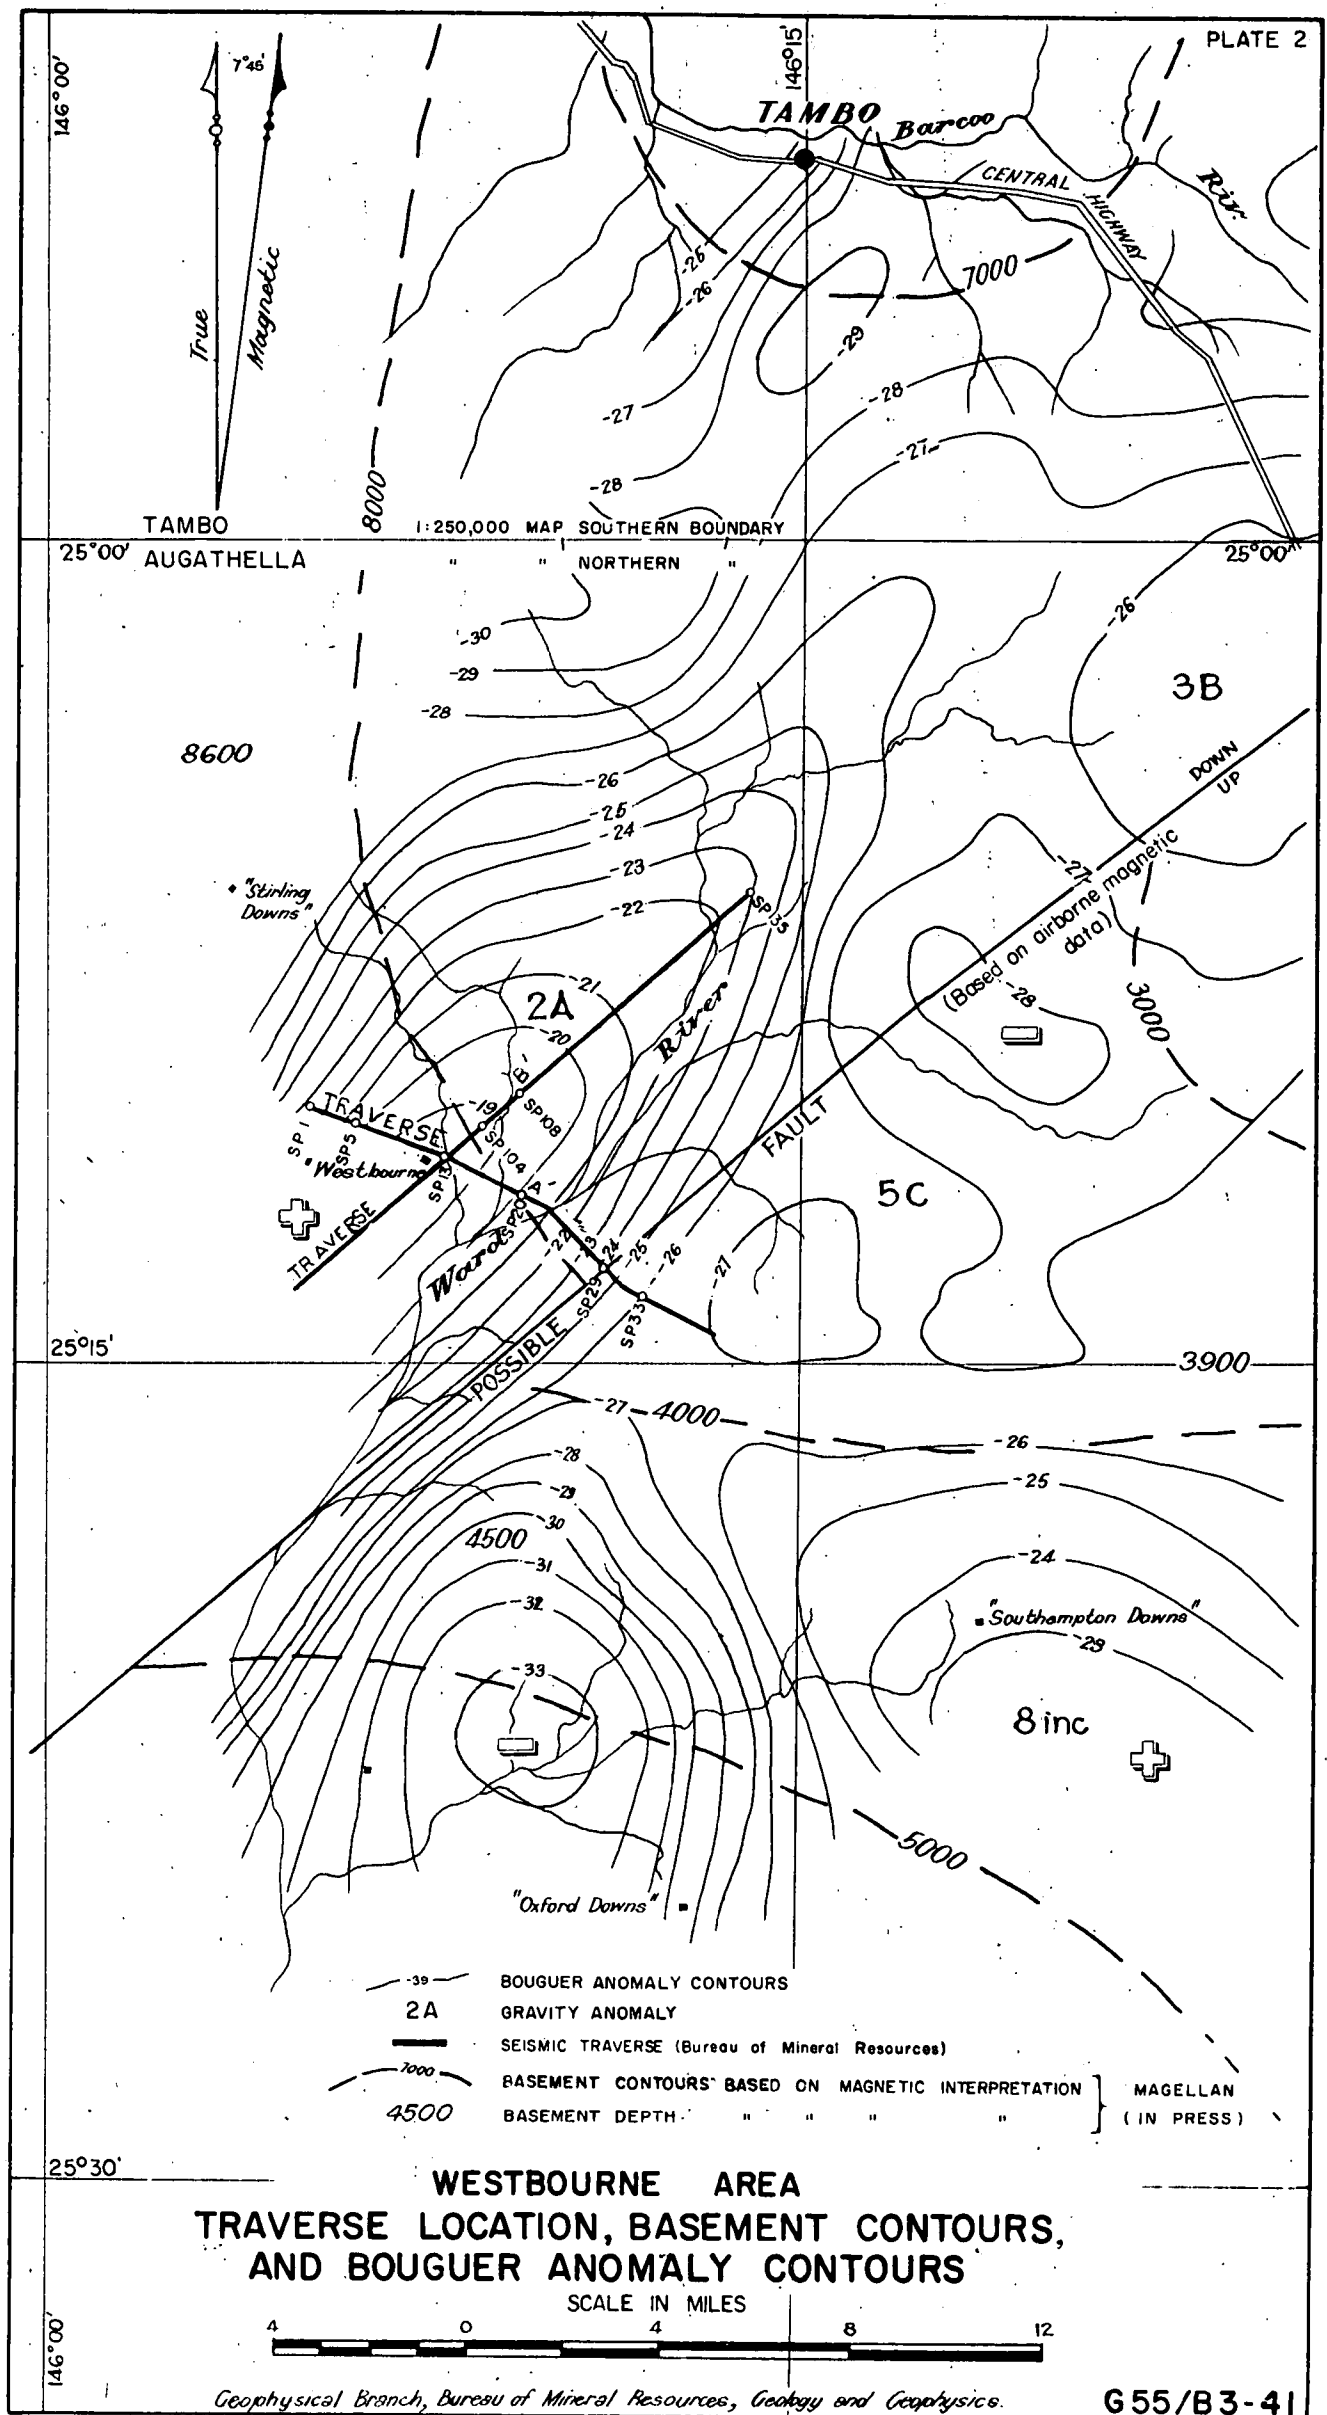 PLATE 2
146°00'
7°45'
146°15'
TAMBO
Barcoo
Riv.
CENTRAL
HIGHWAY
True
Magnetic
-25
-26
7000
-29
-27
-28
-28
-27
8000
TAMBO
1:250,000 MAP SOUTHERN BOUNDARY
25°00'
AUGATHELLA
" " NORTHERN "
25°00'
-26
-30
-29
-28
3B
8600
DOWN
UP
-26
-25
-24
-23
-22
-27
(Based on airborne magnetic
data)
"Stirling
Downs"
SP135
-21
2A
-20
River
-28
3000
B
-19
SP108
SP104
TRAVERSE
SP1
SP5
Westbourne
SP13
A
SP20
FAULT
5C
TRAVERSE
Wards
-22
-23
-24
-25
-26
-27
SP29
SP33
POSSIBLE
25°15'
3900
-27
4000
-26
-28
-25
-29
-30
4500
-31
-24
-32
"Southampton Downs"
-23
-33
8inc
5000
"Oxford Downs"
-39 BOUGUER ANOMALY CONTOURS
2A GRAVITY ANOMALY
SEISMIC TRAVERSE (Bureau of Mineral Resources)
7000 BASEMENT CONTOURS BASED ON MAGNETIC INTERPRETATION
MAGELLAN
4500 BASEMENT DEPTH " " " "
(IN PRESS)
25°30'
WESTBOURNE AREA
TRAVERSE LOCATION, BASEMENT CONTOURS,
AND BOUGUER ANOMALY CONTOURS
SCALE IN MILES
4 0 4 8 12
146°00'
Geophysical Branch, Bureau of Mineral Resources, Geology and Geophysics.
G55/B3-41